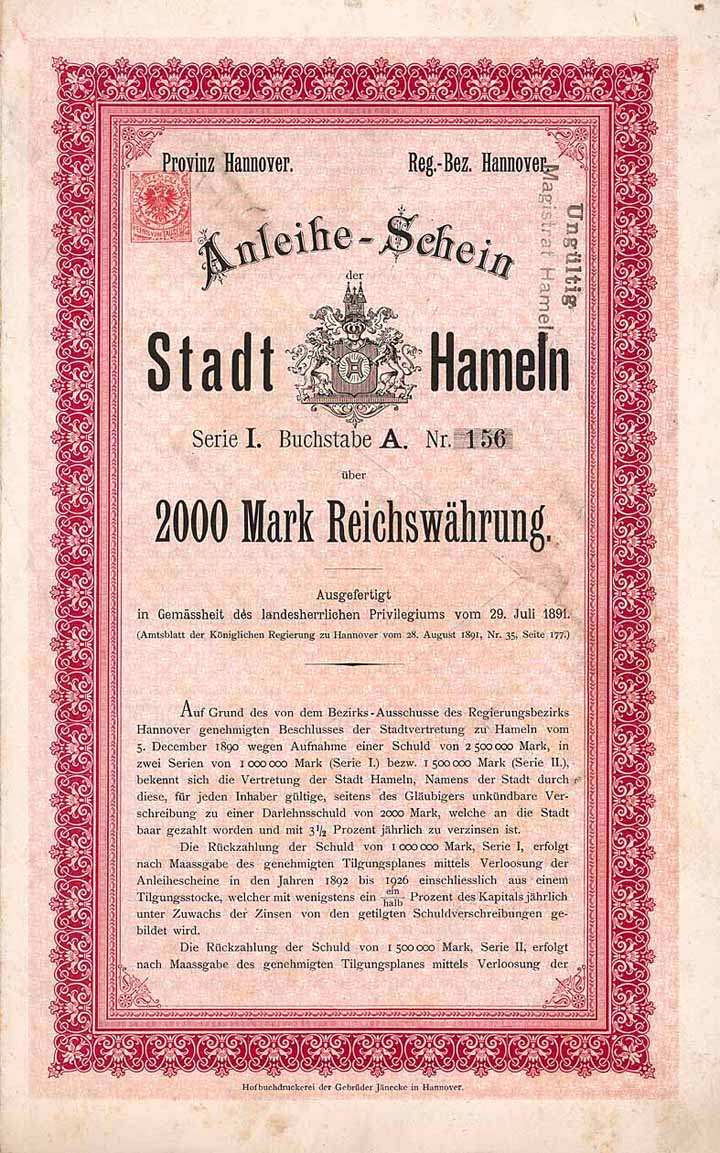 Provinz Hannover. Reg.-Bez. Hannover.
Ungültig
Magistrat Hameln
Anleihe-Schein
der
Stadt Hameln
Serie I. Buchstabe A. Nr. 156
über
2000 Mark Reichswährung.
Ausgefertigt
in Gemässheit des landesherrlichen Privilegiums vom 29. Juli 1891.
(Amtsblatt der Königlichen Regierung zu Hannover vom 28. August 1891, Nr. 35, Seite 177.)
Auf Grund des von dem Bezirks-Ausschusse des Regierungsbezirks
Hannover genehmigten Beschlusses der Stadtvertretung zu Hameln vom
5. December 1890 wegen Aufnahme einer Schuld von 2 500 000 Mark, in
zwei Serien von 1 000 000 Mark (Serie I.) bezw. 1 500 000 Mark (Serie II.),
bekennt sich die Vertretung der Stadt Hameln, Namens der Stadt durch
diese, für jeden Inhaber gültige, seitens des Gläubigers unkündbare Ver-
schreibung zu einer Darlehnsschuld von 2000 Mark, welche an die Stadt
baar gezahlt worden und mit 3½ Prozent jährlich zu verzinsen ist.
Die Rückzahlung der Schuld von 1 000 000 Mark, Serie I, erfolgt
nach Maassgabe des genehmigten Tilgungsplanes mittels Verloosung der
Anleihescheine in den Jahren 1892 bis 1926 einschliesslich aus einem
Tilgungsstocke, welcher mit wenigstens ein ein/halb Prozent des Kapitals jährlich
unter Zuwachs der Zinsen von den getilgten Schuldverschreibungen ge-
bildet wird.
Die Rückzahlung der Schuld von 1 500 000 Mark, Serie II, erfolgt
nach Maassgabe des genehmigten Tilgungsplanes mittels Verloosung der
Hofbuchdruckerei der Gebrüder Jänecke in Hannover.